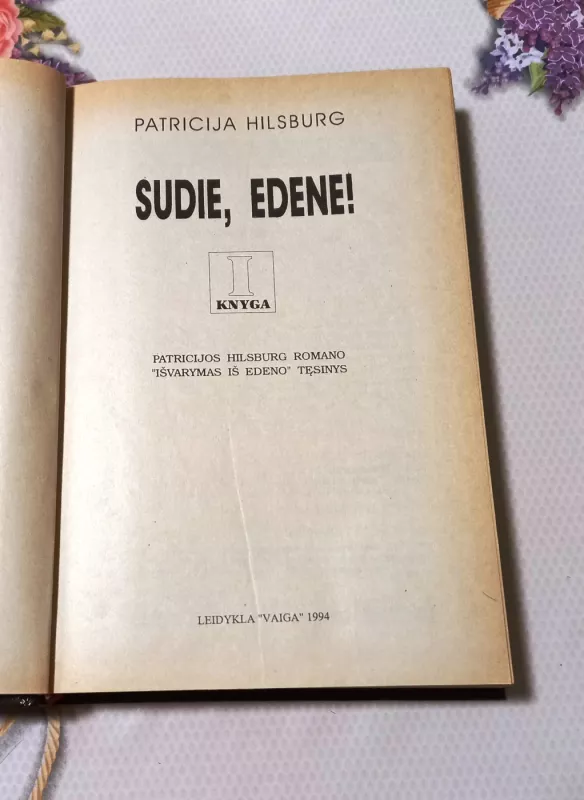 PATRICIJA HILSBURG
SUDIE, EDENE!
I
KNYGA
PATRICIJOS HILSBURG ROMANO
"IŠVARYMAS IŠ EDENO" TĘSINYS
LEIDYKLA "VAIGA" 1994